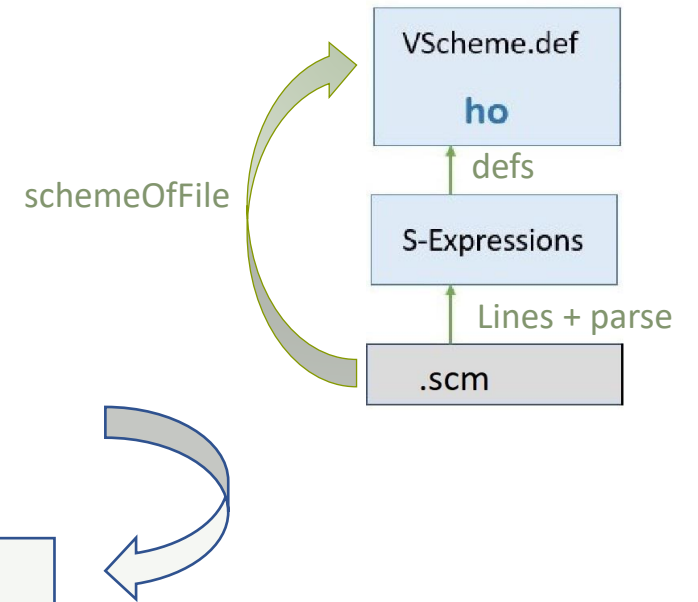 VScheme.def
ho
defs
schemeOfFile
S-Expressions
Lines + parse
.scm